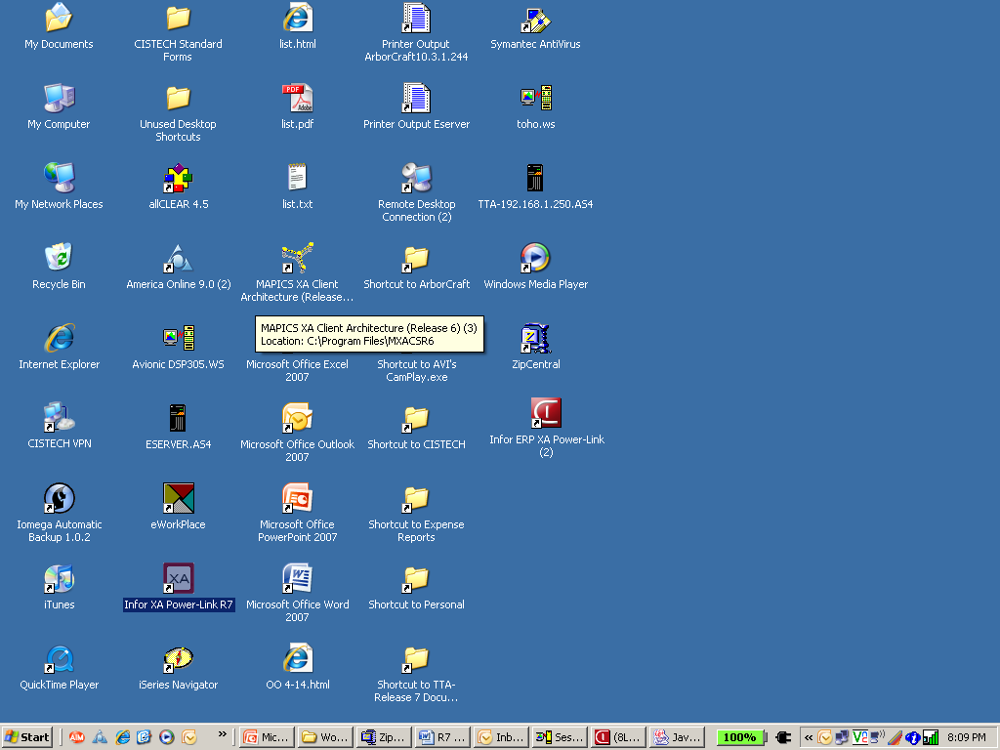 My Documents
CISTECH Standard
Forms
list.html
Printer Output
ArborCraft10.3.1.244
Symantec AntiVirus
My Computer
Unused Desktop
Shortcuts
PDF
Adobe
list.pdf
Printer Output Eserver
toho.ws
My Network Places
allCLEAR 4.5
list.txt
Remote Desktop
Connection (2)
TTA-192.168.1.250.AS4
Recycle Bin
America Online 9.0 (2)
MAPICS XA Client
Architecture (Release...
Shortcut to ArborCraft
Windows Media Player
MAPICS XA Client Architecture (Release 6) (3)
Location: C:\Program Files\MXACSR6
Internet Explorer
Avionic DSP305.WS
Microsoft Office Excel
2007
Shortcut to AVI's
CamPlay.exe
ZipCentral
CISTECH VPN
ESERVER.AS4
Microsoft Office Outlook
2007
Shortcut to CISTECH
Infor ERP XA Power-Link
(2)
Iomega Automatic
Backup 1.0.2
eWorkPlace
Microsoft Office
PowerPoint 2007
Shortcut to Expense
Reports
iTunes
XA
Infor XA Power-Link R7
Microsoft Office Word
2007
Shortcut to Personal
QuickTime Player
iSeries Navigator
OO 4-14.html
Shortcut to TTA-
Release 7 Docu...
Start
AIM
»
Mic...
Wo...
Zip...
R7 ...
Inb...
Ses...
(8L...
Jav...
100%
«
8:09 PM